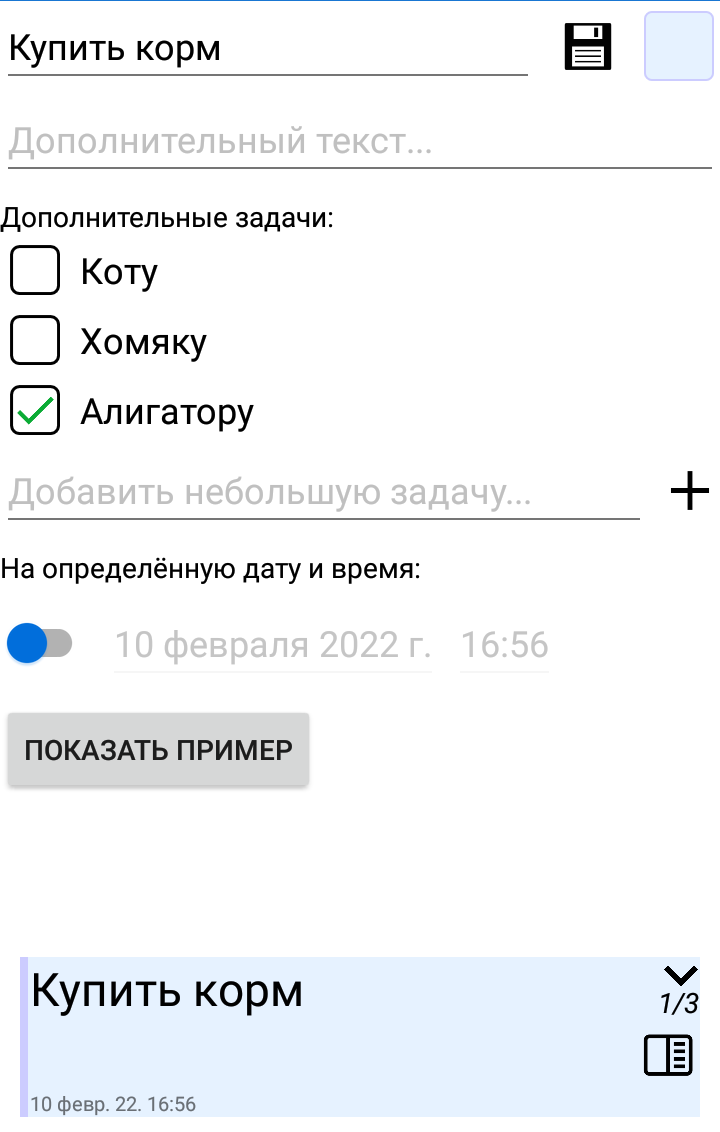 Купить корм
Дополнительный текст...
Дополнительные задачи:
Коту
Хомяку
Алигатору
Добавить небольшую задачу...
На определённую дату и время:
10 февраля 2022 г. 16:56
ПОКАЗАТЬ ПРИМЕР
Купить корм
1/3
10 февр. 22. 16:56